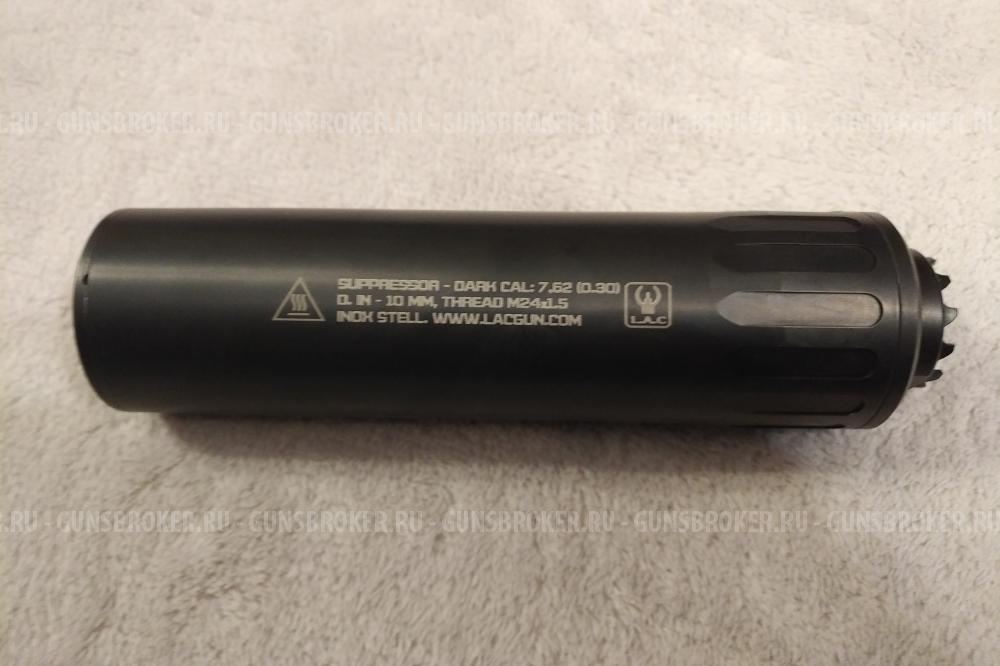 GUNSBROKER.RU - GUNSBROKER.RU - GUNSBROKER.RU - GUNSBROKER.RU - GUNSBROKER.RU
SUPPRESSOR - DARK CAL: 7.62 (0.30)
D. IN - 10 MM, THREAD M24x1.5
INOX STELL. WWW.LACGUN.COM
L.A.C
RU - GUNSBROKER.RU - GUNSBROKER.RU - GUNSBROKER.RU - GUNSBROKER.RU - GUNSBROKER.RU